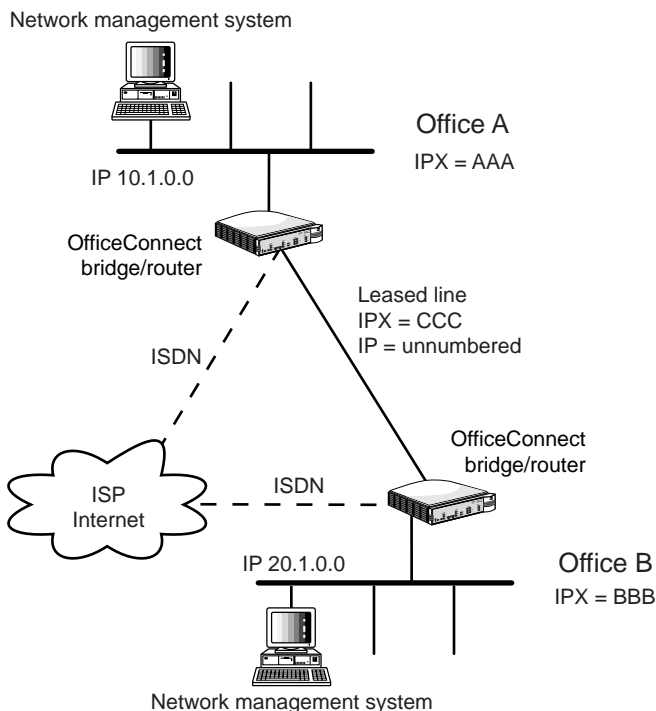 Network management system
Office A
IPX = AAA
IP 10.1.0.0
OfficeConnect
bridge/router
Leased line
IPX = CCC
IP = unnumbered
ISDN
OfficeConnect
bridge/router
ISP
Internet
ISDN
IP 20.1.0.0
Office B
IPX = BBB
Network management system